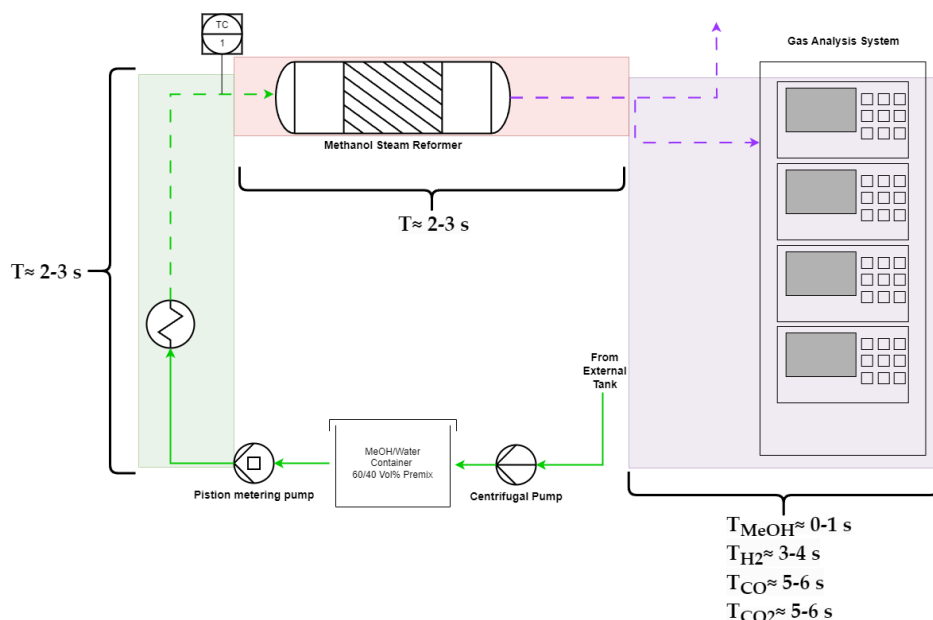 TC
1
Gas Analysis System
Methanol Steam Reformer
T≈ 2-3 s
T≈ 2-3 s
From
External
Tank
MeOH/Water
Container
60/40 Vol% Premix
Pistion metering pump
Centrifugal Pump
TMeOH≈ 0-1 s
TH2≈ 3-4 s
TCO≈ 5-6 s
TCO2≈ 5-6 s